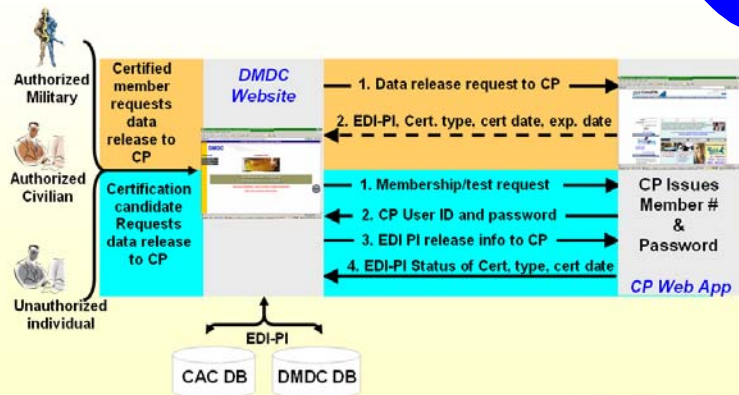 Authorized
Military
Authorized
Civilian
Unauthorized
individual
Certified
member
requests
data
release to
CP
Certification
candidate
Requests
data release
to CP
DMDC
Website
DMDC
1. Data release request to CP
2. EDI-PI, Cert. type, cert date, exp. date
1. Membership/test request
2. CP User ID and password
3. EDI PI release info to CP
4. EDI-PI Status of Cert, type, cert date
CP Issues
Member #
&
Password
CP Web App
EDI-PI
CAC DB
DMDC DB